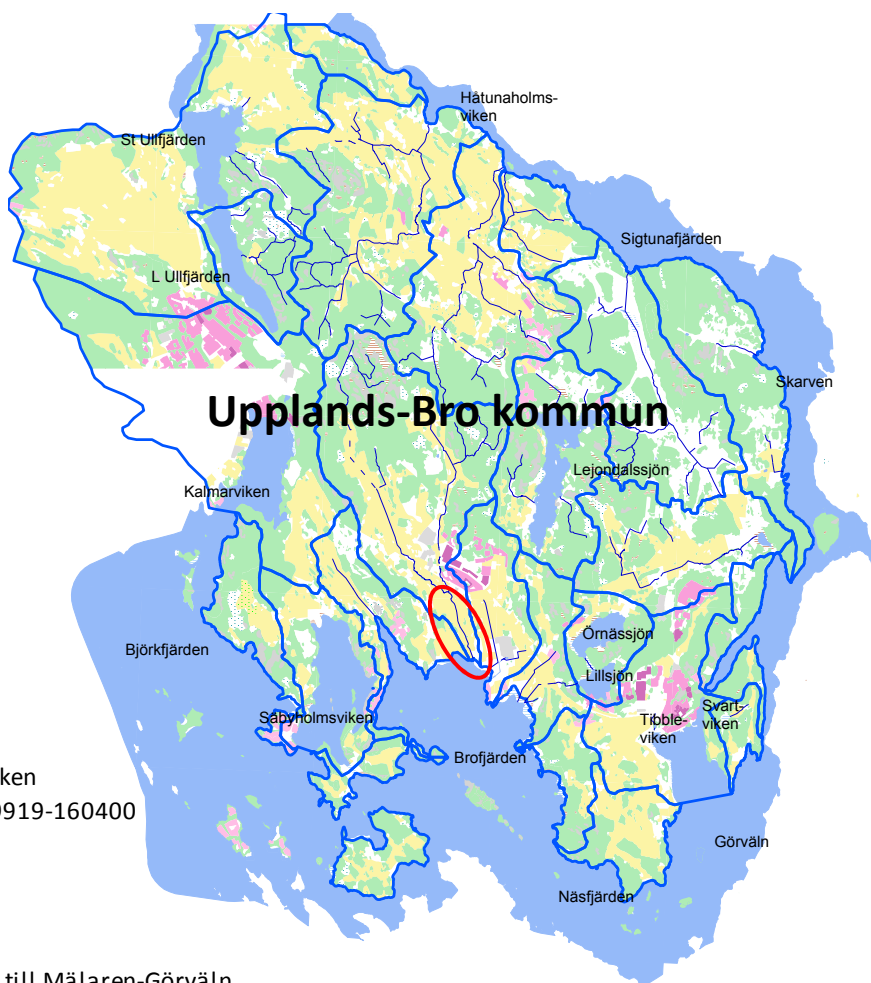 Håtunaholms-
viken
St Ullfjärden
Sigtunafjärden
L Ullfjärden
Skarven
Upplands-Bro kommun
Lejondalssjön
Kalmarviken
Örnässjön
Björkfjärden
Lillsjön
Svart-
viken
Tibble-
viken
Säbyholmsviken
Brofjärden
ken
919-160400
Görväln
Näsfjärden
till Mälaren-Görväln